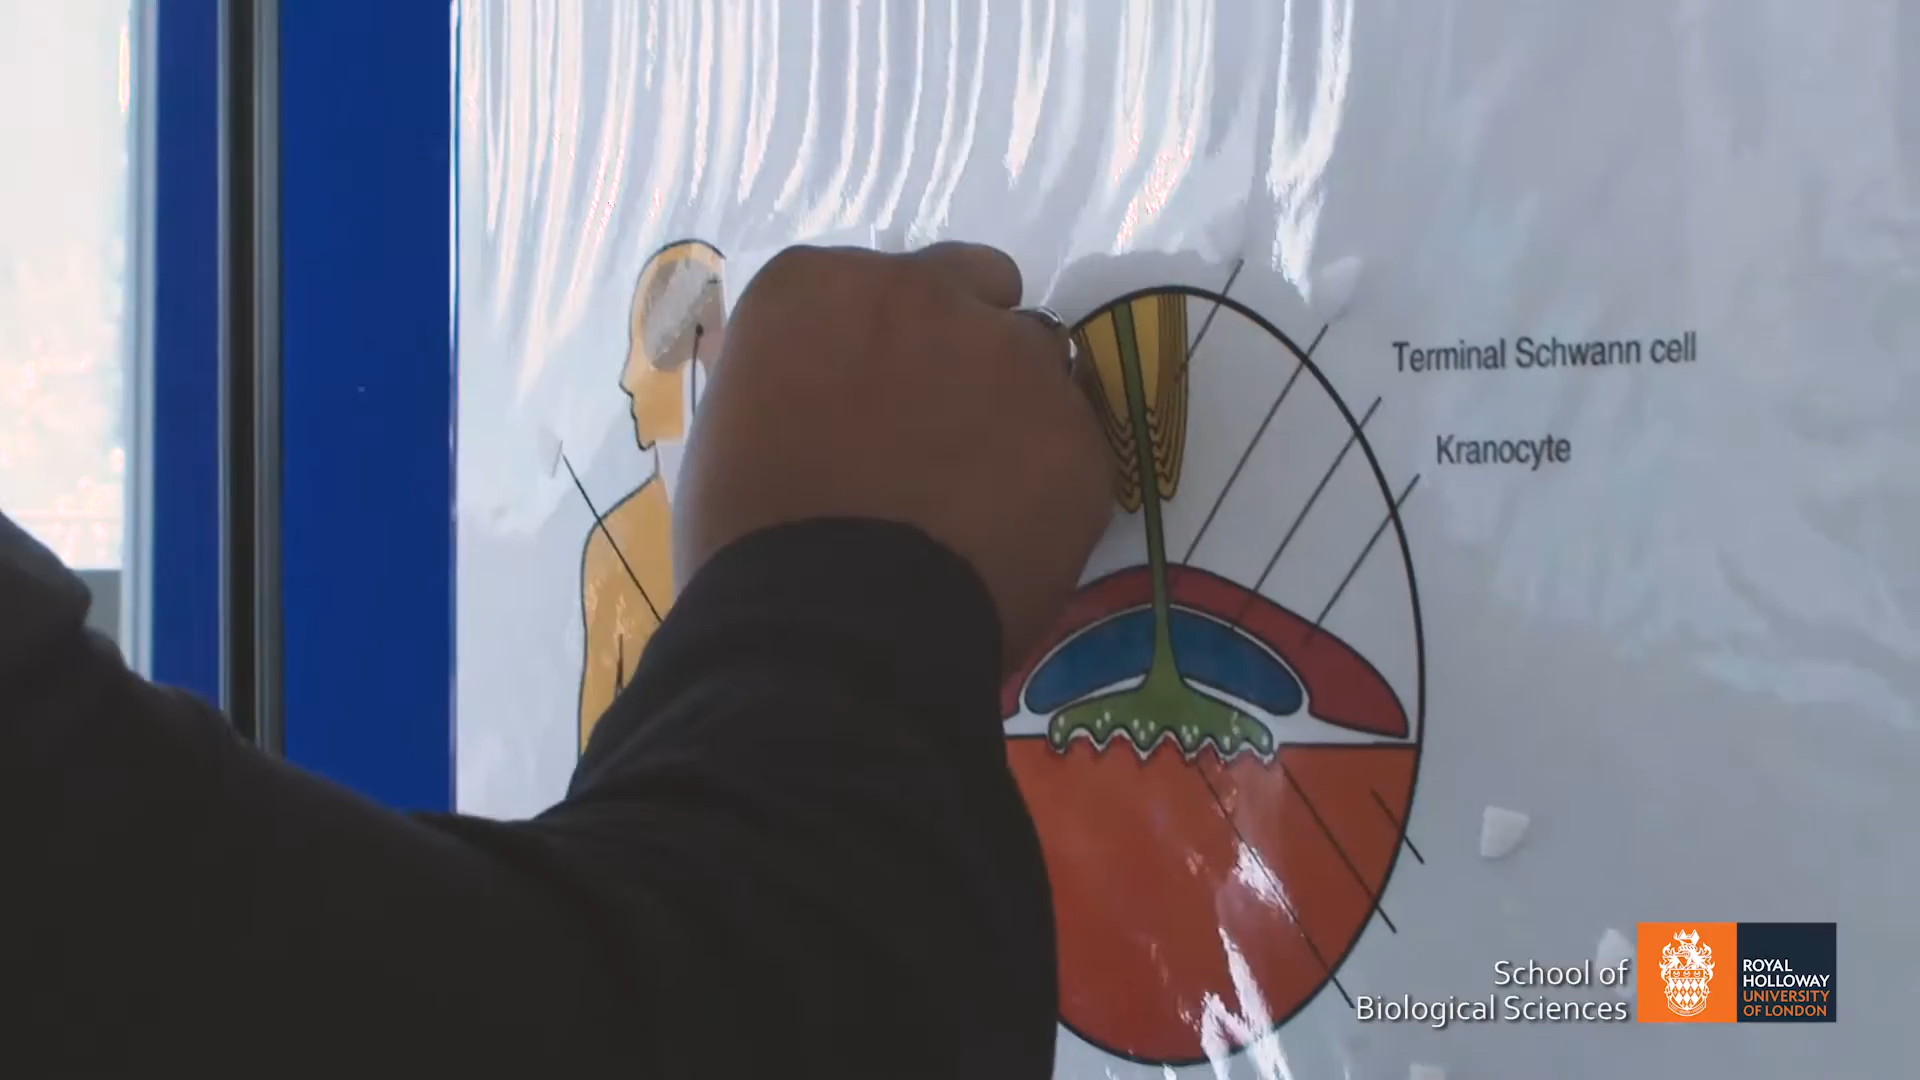 Terminal Schwann cell
Kranocyte
School of
Biological Sciences
ROYAL
HOLLOWAY
UNIVERSITY
OF LONDON